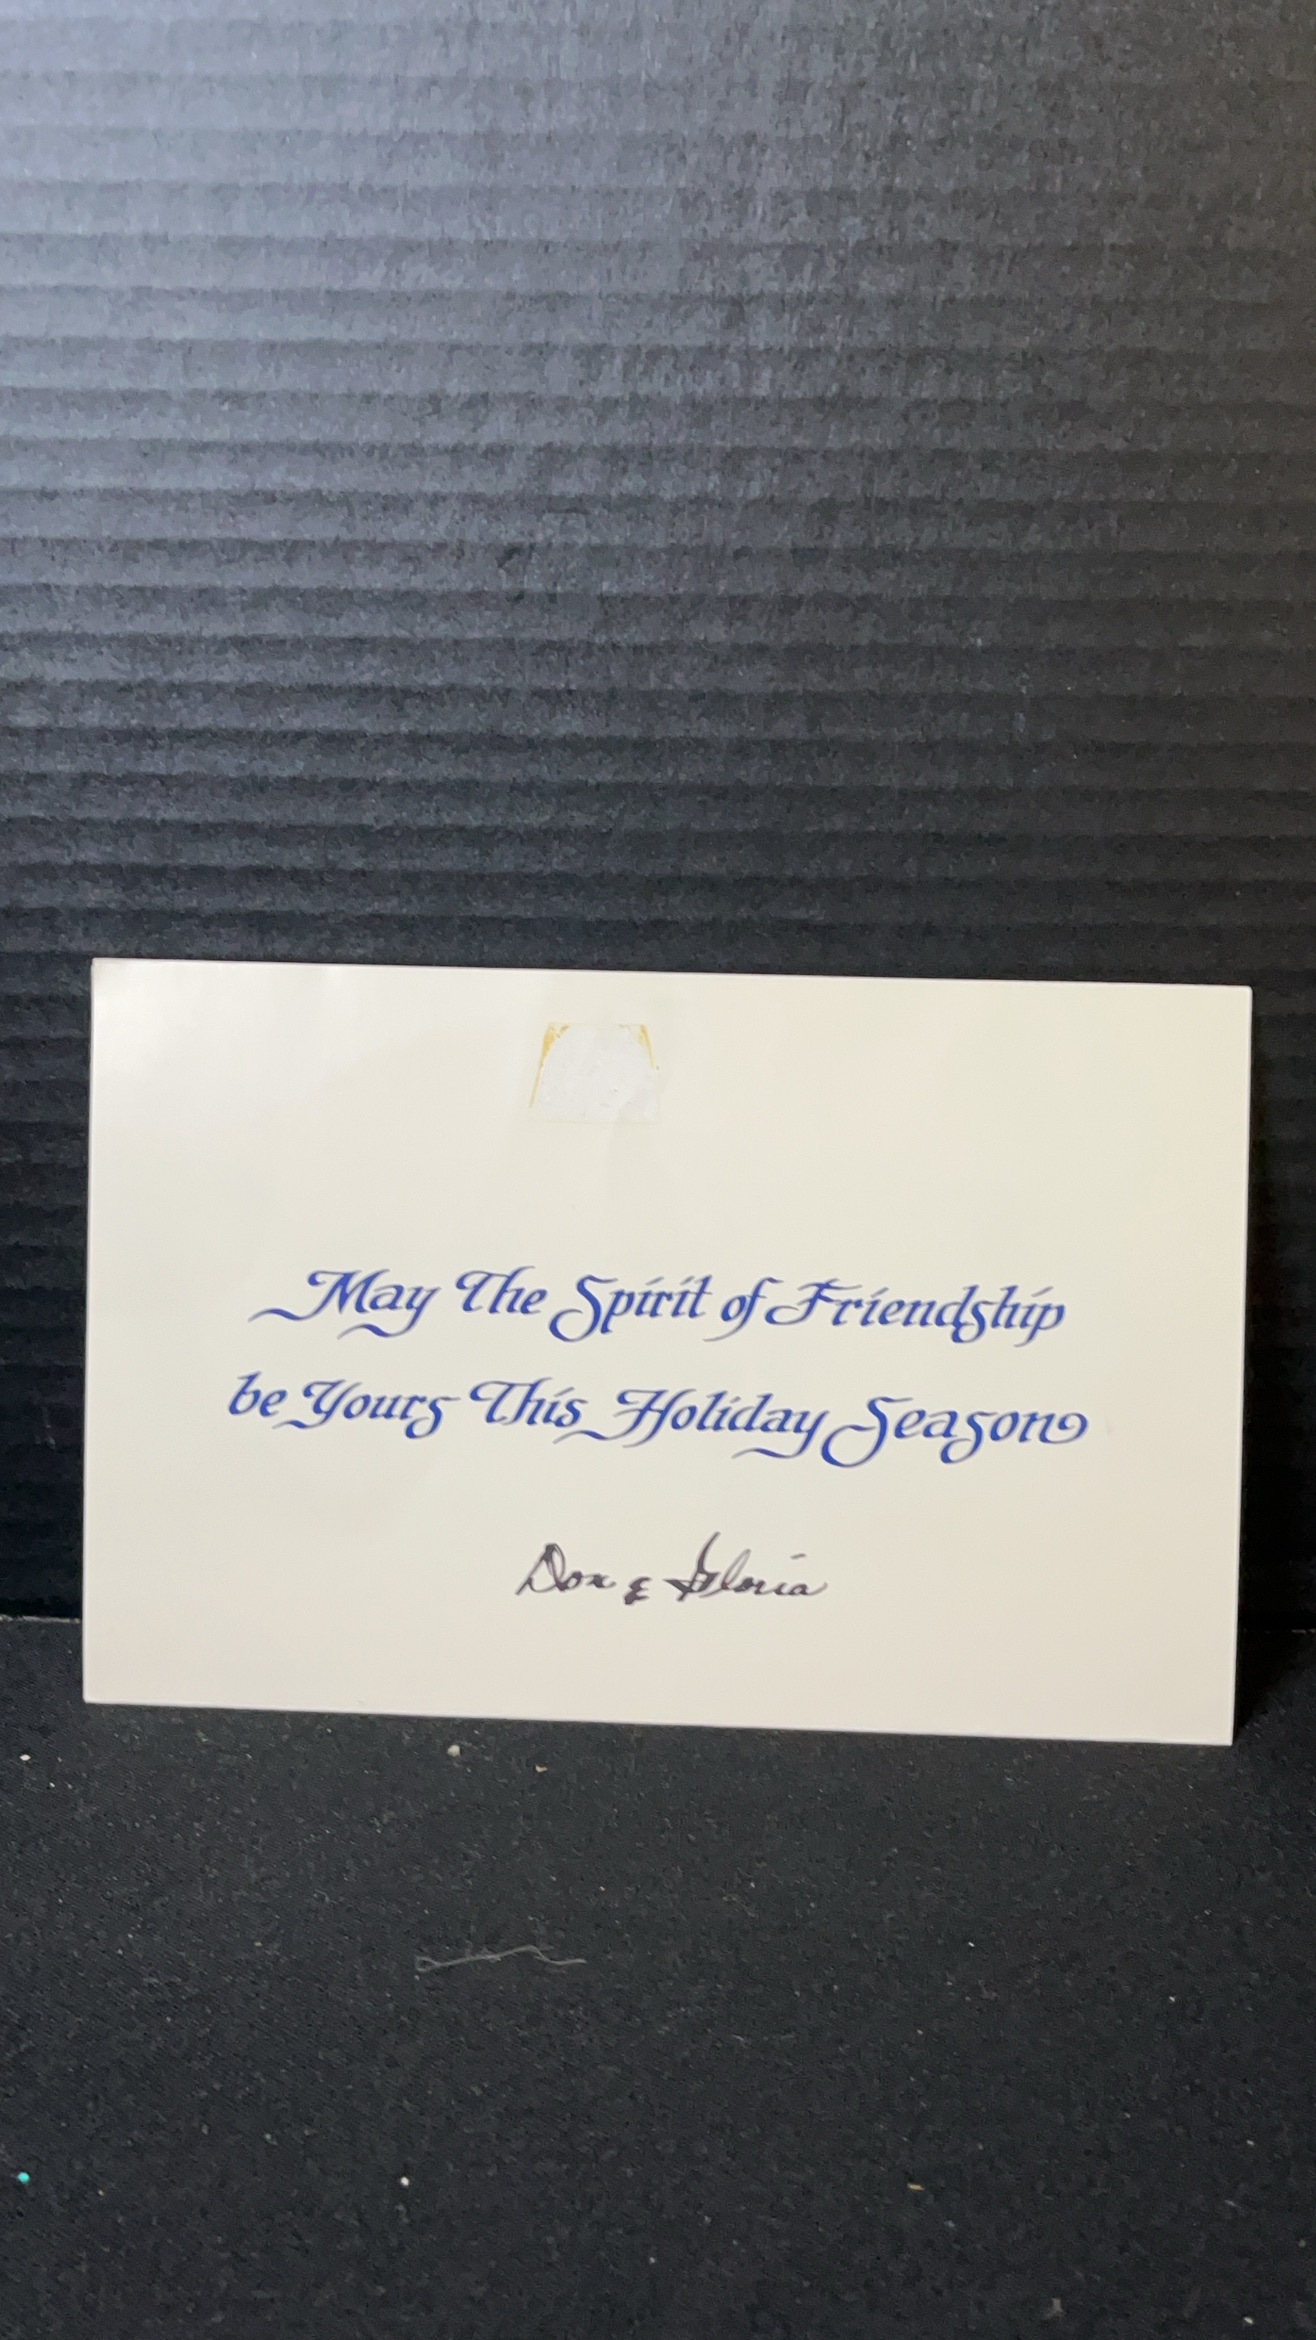 May The Spirit of Friendship
be Yours This Holiday Season
Don & Gloria